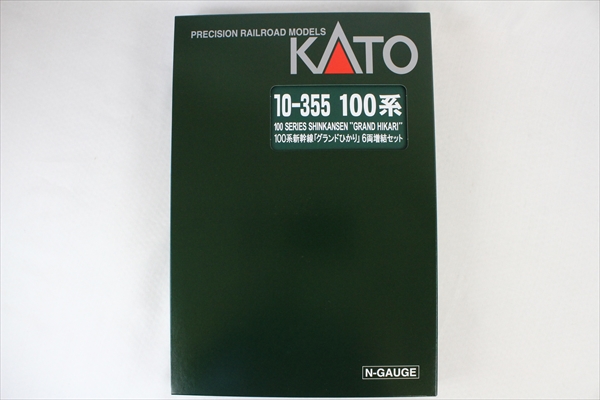 PRECISION RAILROAD MODELS
KATO
10-355 100系
100 SERIES SHINKANSEN "GRAND HIKARI"
100系新幹線「グランドひかり」6両増結セット
N-GAUGE